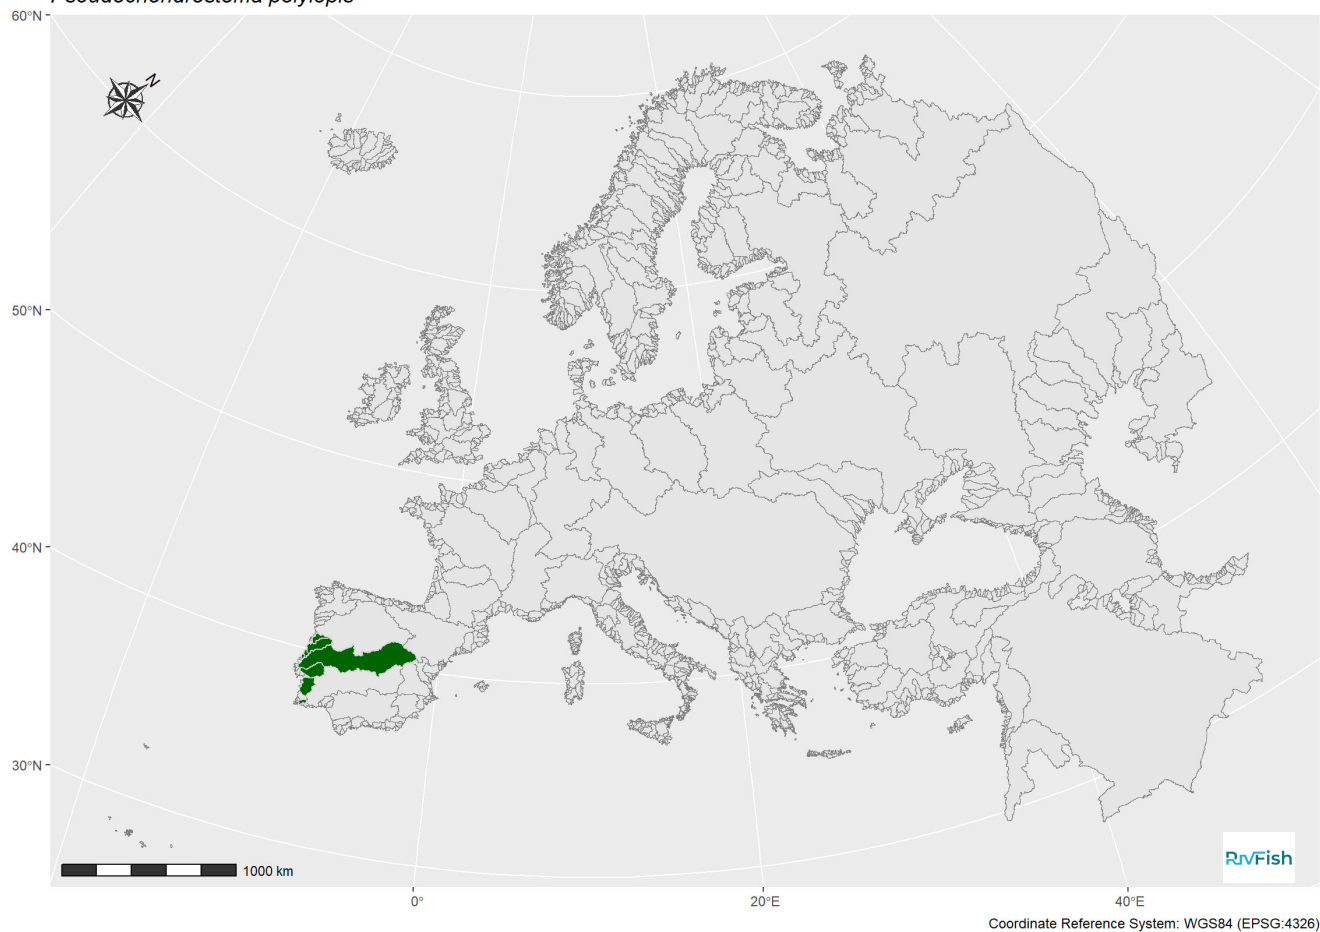 Pseudochondrostoma polylepis
60°N
N
50°N
40°N
30°N
1000 km
RivFish
0°
20°E
40°E
Coordinate Reference System: WGS84 (EPSG:4326)